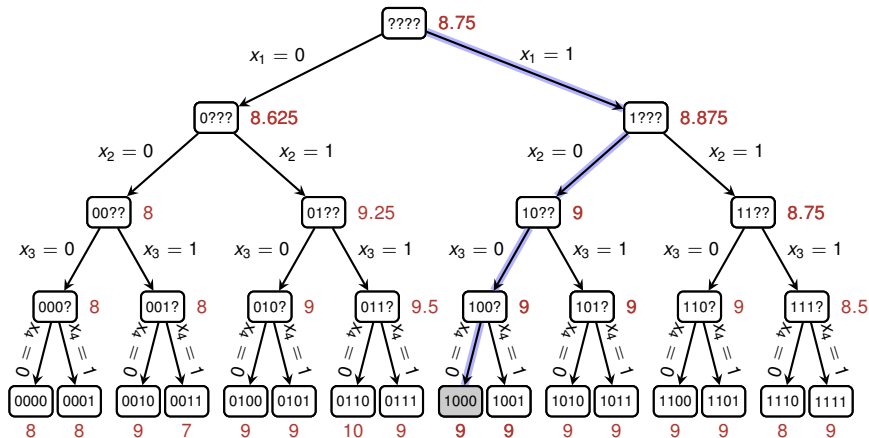 ???? 8.75
x₁ = 0 x₁ = 1
0??? 8.625 1??? 8.875
x₂ = 0 x₂ = 1 x₂ = 0 x₂ = 1
00?? 8 01?? 9.25 10?? 9 11?? 8.75
x₃ = 0 x₃ = 1 x₃ = 0 x₃ = 1 x₃ = 0 x₃ = 1 x₃ = 0 x₃ = 1
000? 8 001? 8 010? 9 011? 9.5 100? 9 101? 9 110? 9 111? 8.5
x₄ = 0 x₄ = 1 x₄ = 0 x₄ = 1 x₄ = 0 x₄ = 1 x₄ = 0 x₄ = 1 x₄ = 0 x₄ = 1 x₄ = 0 x₄ = 1 x₄ = 0 x₄ = 1 x₄ = 0 x₄ = 1
0000 0001 0010 0011 0100 0101 0110 0111 1000 1001 1010 1011 1100 1101 1110 1111
8 8 9 7 9 9 10 9 9 9 9 9 9 9 8 9